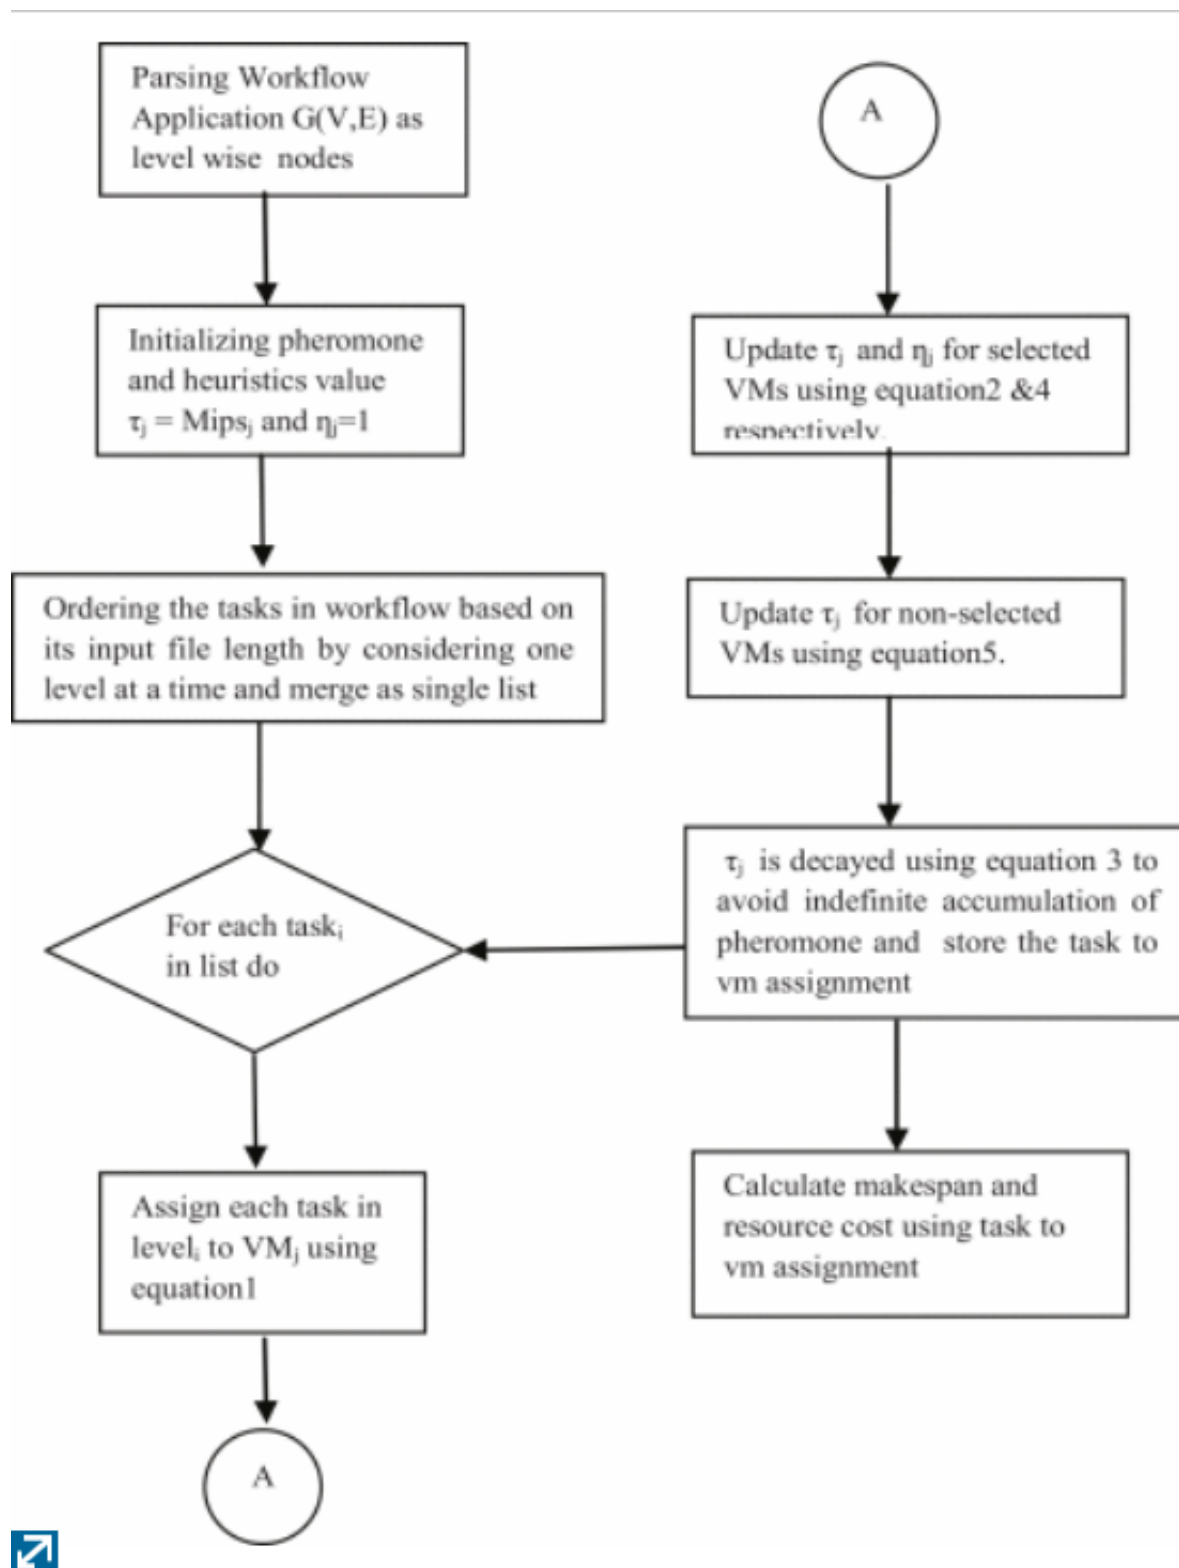 Parsing Workflow
Application G(V,E) as
level wise nodes
Initializing pheromone
and heuristics value
τj = Mipsj and ηj=1
Ordering the tasks in workflow based on
its input file length by considering one
level at a time and merge as single list
For each taski
in list do
Assign each task in
leveli to VMj using
equation1
A
A
Update τj and ηj for selected
VMs using equation2 &4
respectively.
Update τj for non-selected
VMs using equation5.
τj is decayed using equation 3 to
avoid indefinite accumulation of
pheromone and store the task to
vm assignment
Calculate makespan and
resource cost using task to
vm assignment